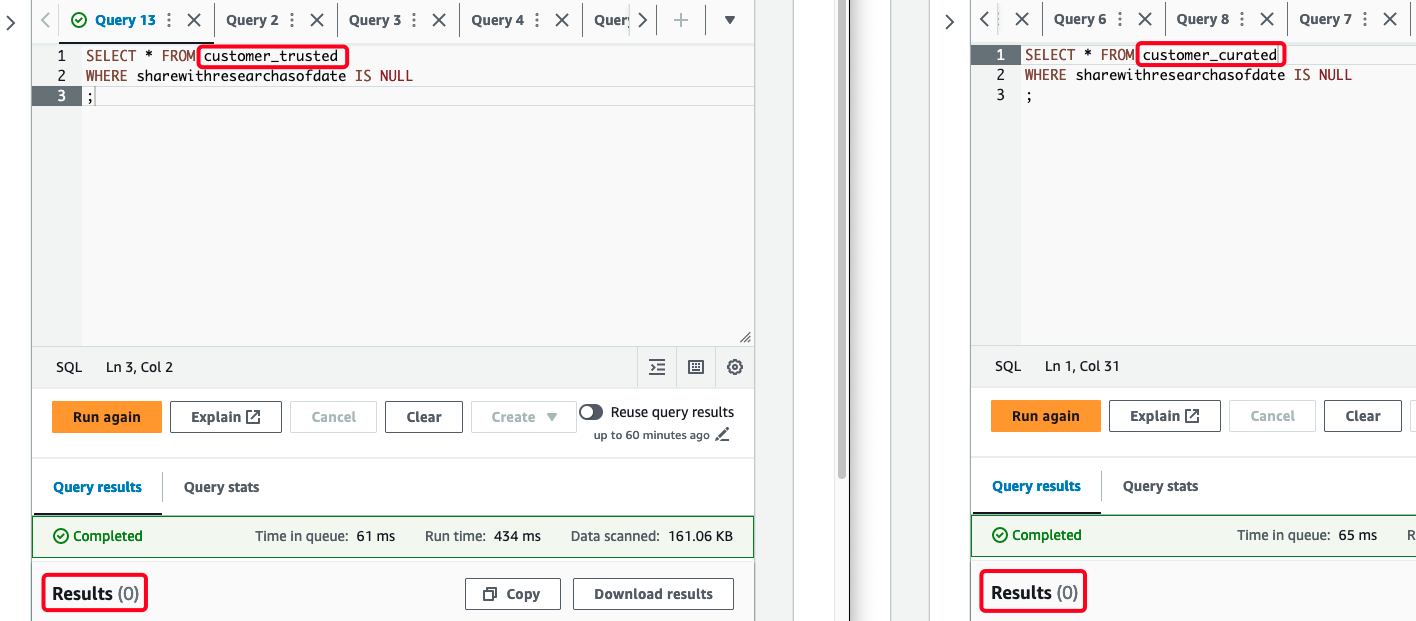 Query 13 Query 2 Query 3 Query 4 Quer
1 SELECT * FROM customer_trusted
2 WHERE sharewithresearchasofdate IS NULL
3 ;
SQL Ln 3, Col 2
Run again Explain Cancel Clear Create Reuse query results
up to 60 minutes ago
Query results Query stats
Completed Time in queue: 61 ms Run time: 434 ms Data scanned: 161.06 KB
Results (0) Copy Download results
Query 6 Query 8 Query 7
1 SELECT * FROM customer_curated
2 WHERE sharewithresearchasofdate IS NULL
3 ;
SQL Ln 1, Col 31
Run again Explain Cancel Clear
Query results Query stats
Completed Time in queue: 65 ms R
Results (0)